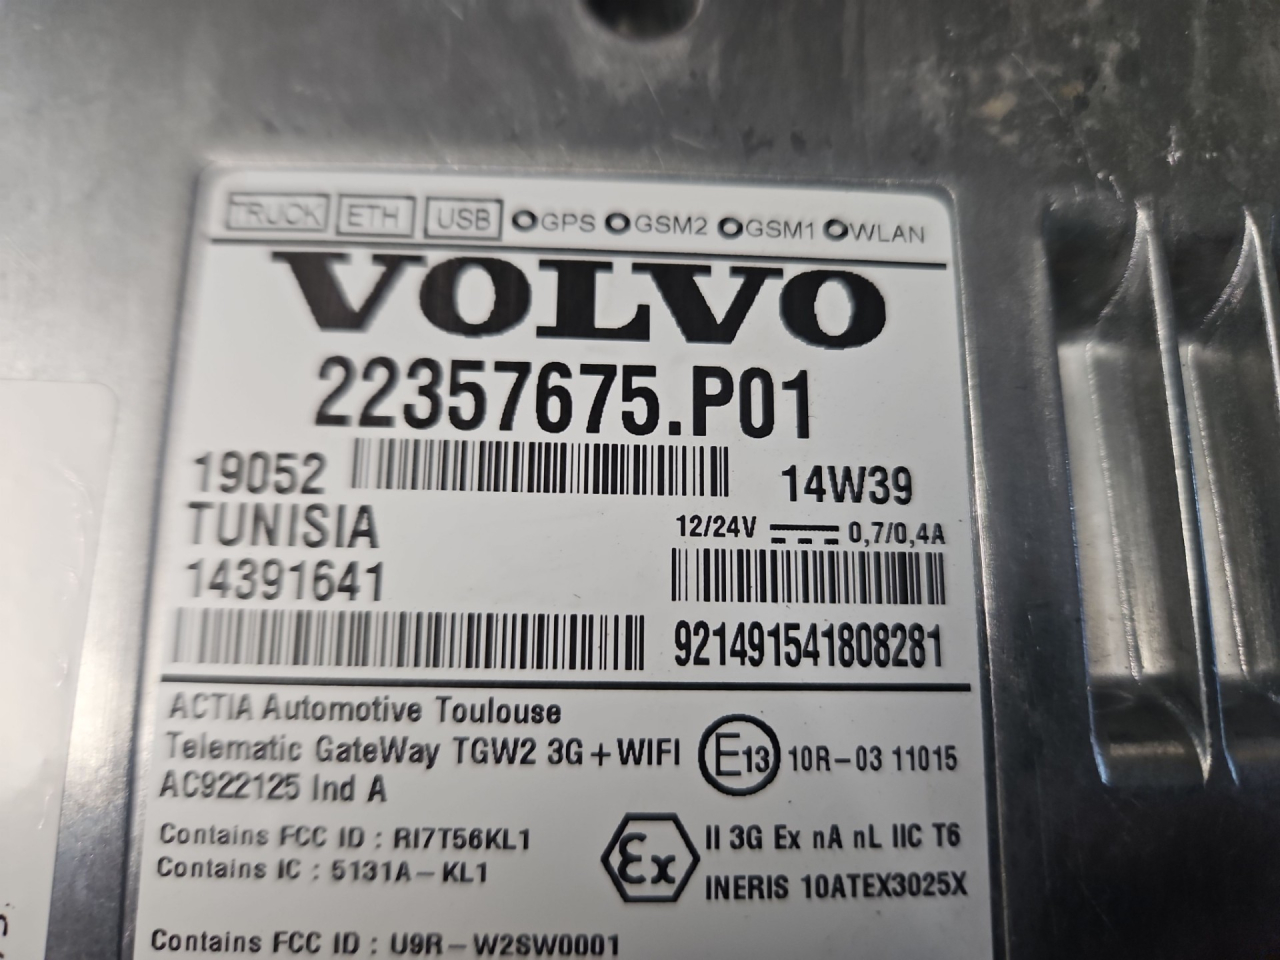 TRUCK ETH USB GPS GSM2 GSM1 WLAN
VOLVO
22357675.P01
19052 14W39
TUNISIA 12/24V 0,7/0,4A
14391641
921491541808281
ACTIA Automotive Toulouse
Telematic GateWay TGW2 3G + WIFI E13 10R-03 11015
AC922125 Ind A
Contains FCC ID : RI7T56KL1 Ex II 3G Ex nA nL IIC T6
Contains IC : 5131A-KL1 INERIS 10ATEX3025X
Contains FCC ID : U9R-W2SW0001